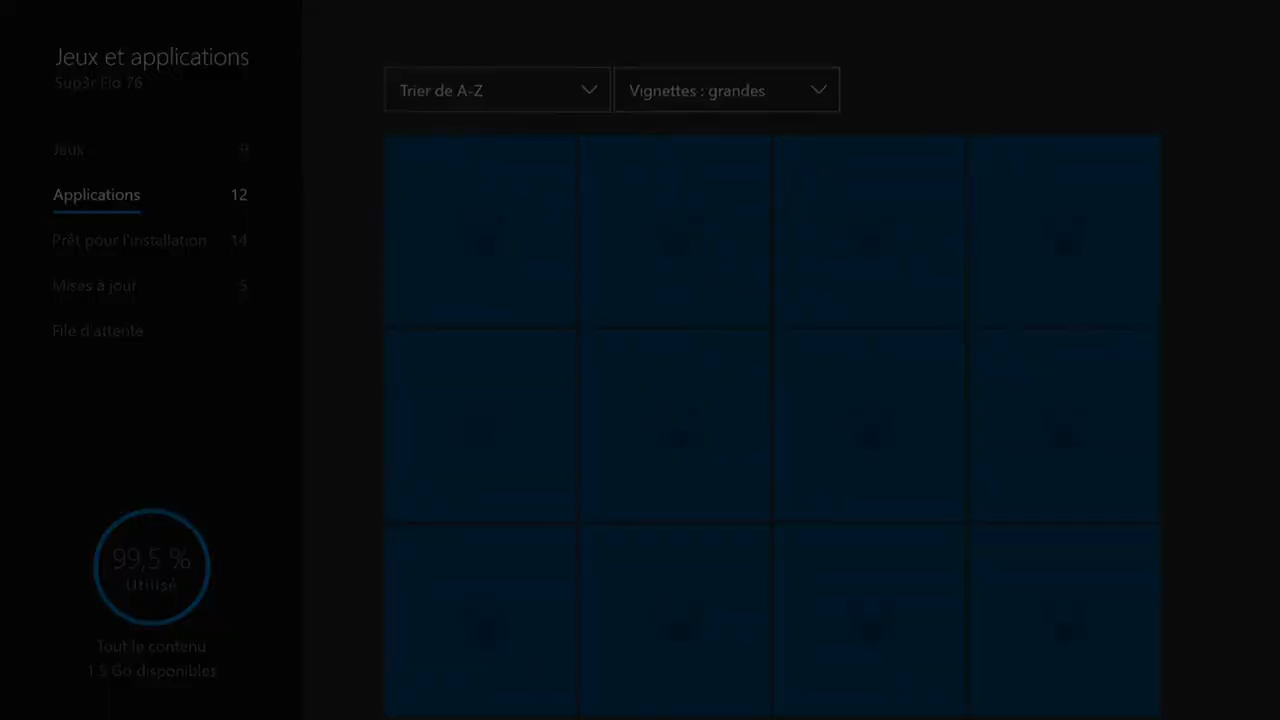 Jeux et applications
Sup3r Flo 76
Jeux 9
Applications 12
Prêt pour l'installation 14
Mises à jour 5
File d'attente
99,5 %
Utilisé
Tout le contenu
1.5 Go disponibles
Trier de A-Z
Vignettes : grandes